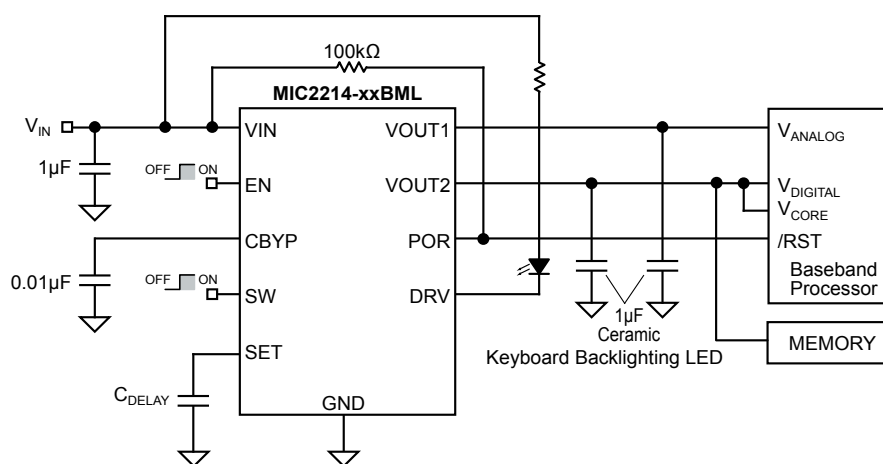 100kΩ
MIC2214-xxBML
VIN
VIN
VOUT1
VANALOG
1µF
OFF ON
EN
VOUT2
VDIGITAL
VCORE
CBYP
POR
/RST
0.01µF
OFF ON
SW
DRV
Baseband
Processor
1µF
Ceramic
Keyboard Backlighting LED
SET
MEMORY
CDELAY
GND